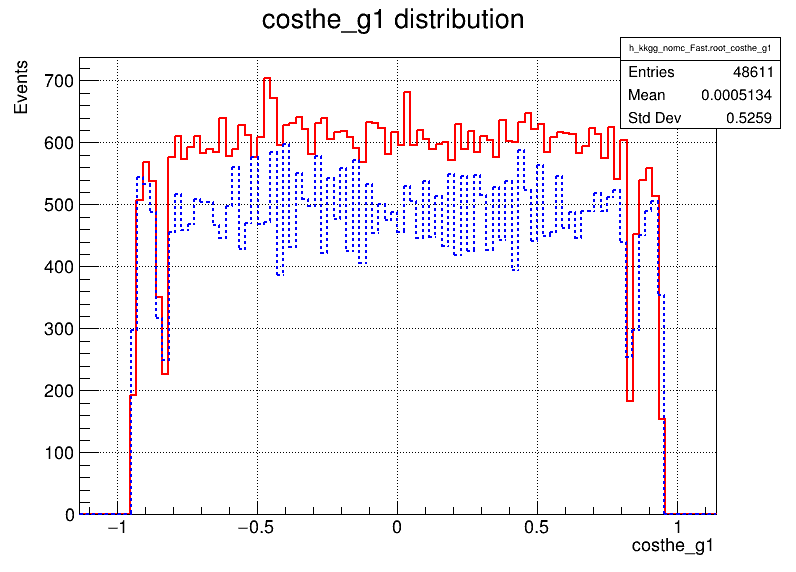 costhe_g1 distribution
h_kkgg_nomc_Fast.root_costhe_g1
Entries 48611
Mean 0.0005134
Std Dev 0.5259
Events
700
600
500
400
300
200
100
0
−1 −0.5 0 0.5 1
costhe_g1